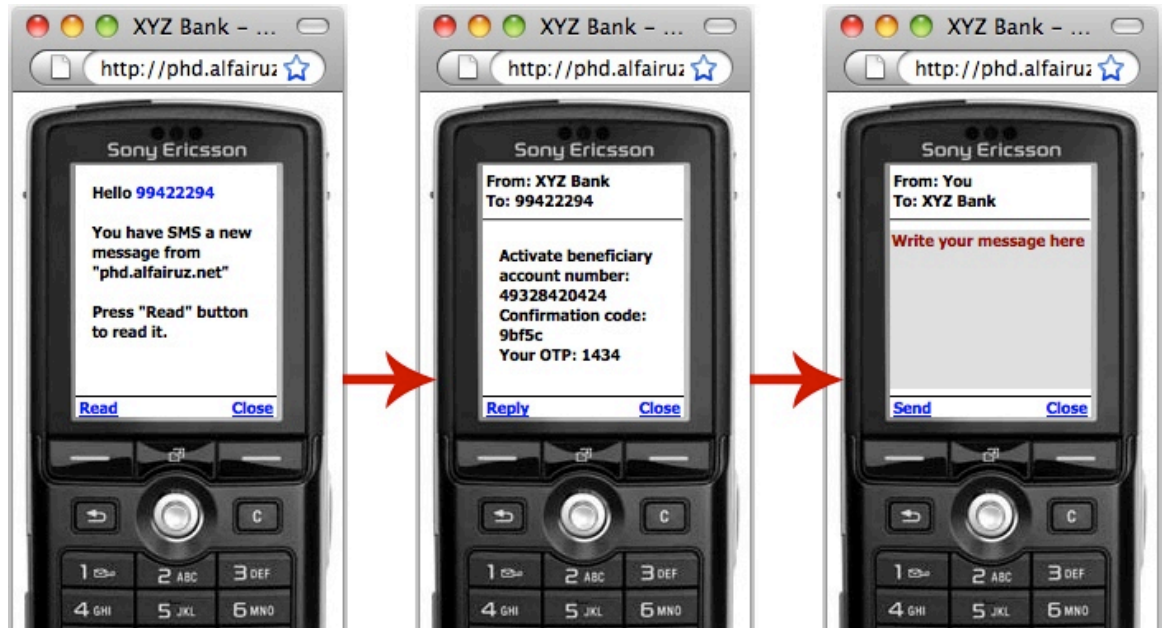 XYZ Bank – ...
http://phd.alfairuz
Sony Ericsson
Hello 99422294
You have SMS a new
message from
"phd.alfairuz.net"
Press "Read" button
to read it.
Read Close
C
1 2 ABC 3 DEF
4 GHI 5 JKL 6 MNO
XYZ Bank – ...
http://phd.alfairuz
Sony Ericsson
From: XYZ Bank
To: 99422294
Activate beneficiary
account number:
49328420424
Confirmation code:
9bf5c
Your OTP: 1434
Reply Close
C
1 2 ABC 3 DEF
4 GHI 5 JKL 6 MNO
XYZ Bank – ...
http://phd.alfairuz
Sony Ericsson
From: You
To: XYZ Bank
Write your message here
Send Close
C
1 2 ABC 3 DEF
4 GHI 5 JKL 6 MNO